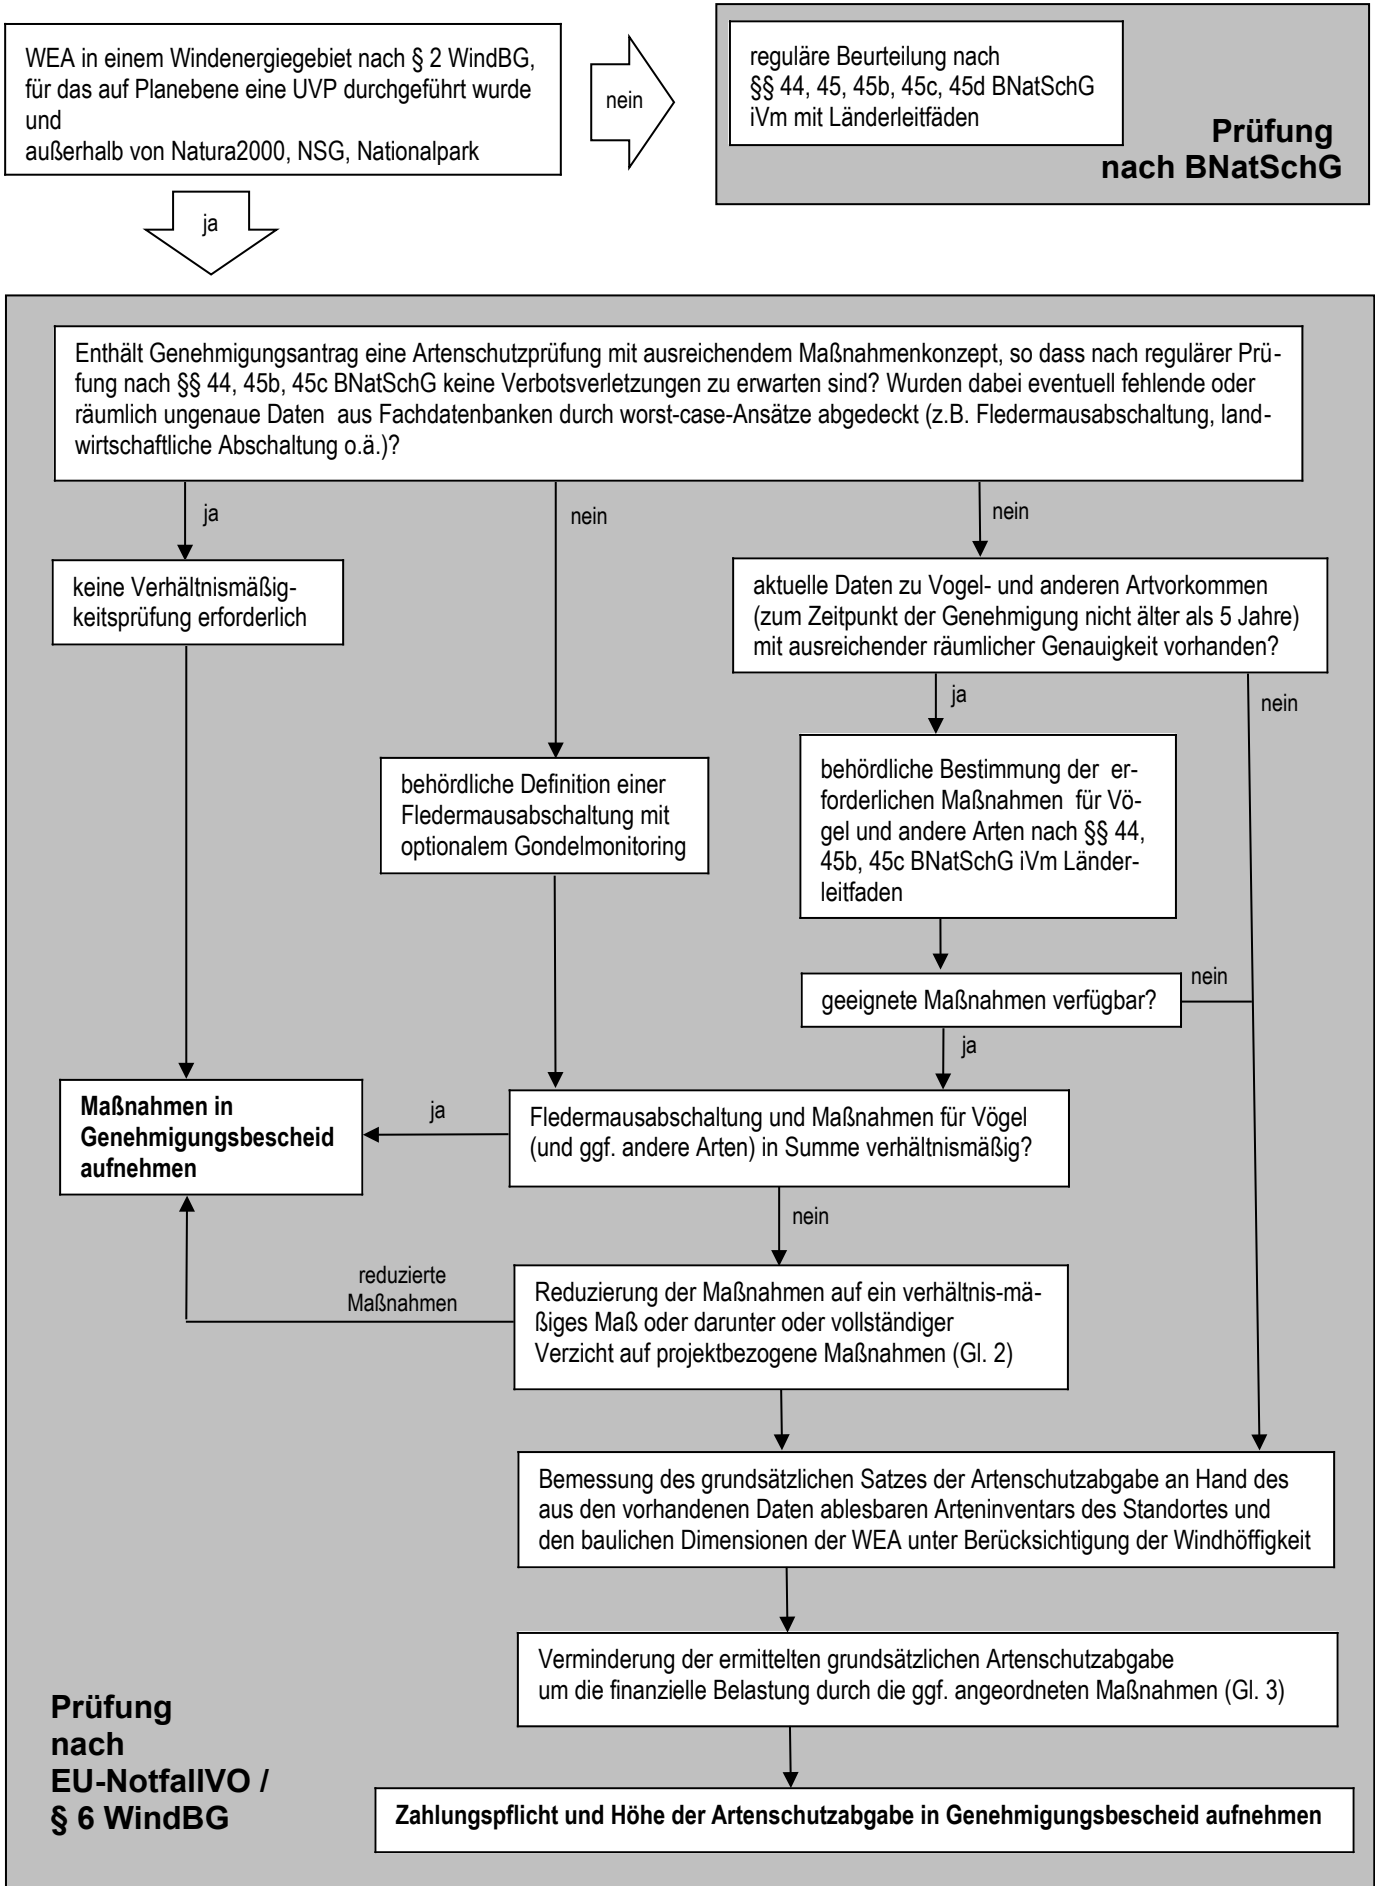 WEA in einem Windenergiegebiet nach § 2 WindBG,
für das auf Planebene eine UVP durchgeführt wurde
und
außerhalb von Natura2000, NSG, Nationalpark
nein
reguläre Beurteilung nach
§§ 44, 45, 45b, 45c, 45d BNatSchG
iVm mit Länderleitfäden
Prüfung
nach BNatSchG
ja
Enthält Genehmigungsantrag eine Artenschutzprüfung mit ausreichendem Maßnahmenkonzept, so dass nach regulärer Prü-
fung nach §§ 44, 45b, 45c BNatSchG keine Verbotsverletzungen zu erwarten sind? Wurden dabei eventuell fehlende oder
räumlich ungenaue Daten aus Fachdatenbanken durch worst-case-Ansätze abgedeckt (z.B. Fledermausabschaltung, land-
wirtschaftliche Abschaltung o.ä.)?
ja
nein
nein
keine Verhältnismäßig-
keitsprüfung erforderlich
aktuelle Daten zu Vogel- und anderen Artvorkommen
(zum Zeitpunkt der Genehmigung nicht älter als 5 Jahre)
mit ausreichender räumlicher Genauigkeit vorhanden?
ja
nein
behördliche Definition einer
Fledermausabschaltung mit
optionalem Gondelmonitoring
behördliche Bestimmung der er-
forderlichen Maßnahmen für Vö-
gel und andere Arten nach §§ 44,
45b, 45c BNatSchG iVm Länder-
leitfaden
nein
geeignete Maßnahmen verfügbar?
ja
Maßnahmen in
Genehmigungsbescheid
aufnehmen
ja
Fledermausabschaltung und Maßnahmen für Vögel
(und ggf. andere Arten) in Summe verhältnismäßig?
nein
reduzierte
Maßnahmen
Reduzierung der Maßnahmen auf ein verhältnis-mä-
ßiges Maß oder darunter oder vollständiger
Verzicht auf projektbezogene Maßnahmen (Gl. 2)
Bemessung des grundsätzlichen Satzes der Artenschutzabgabe an Hand des
aus den vorhandenen Daten ablesbaren Arteninventars des Standortes und
den baulichen Dimensionen der WEA unter Berücksichtigung der Windhöffigkeit
Verminderung der ermittelten grundsätzlichen Artenschutzabgabe
um die finanzielle Belastung durch die ggf. angeordneten Maßnahmen (Gl. 3)
Prüfung
nach
EU-NotfallVO /
§ 6 WindBG
Zahlungspflicht und Höhe der Artenschutzabgabe in Genehmigungsbescheid aufnehmen